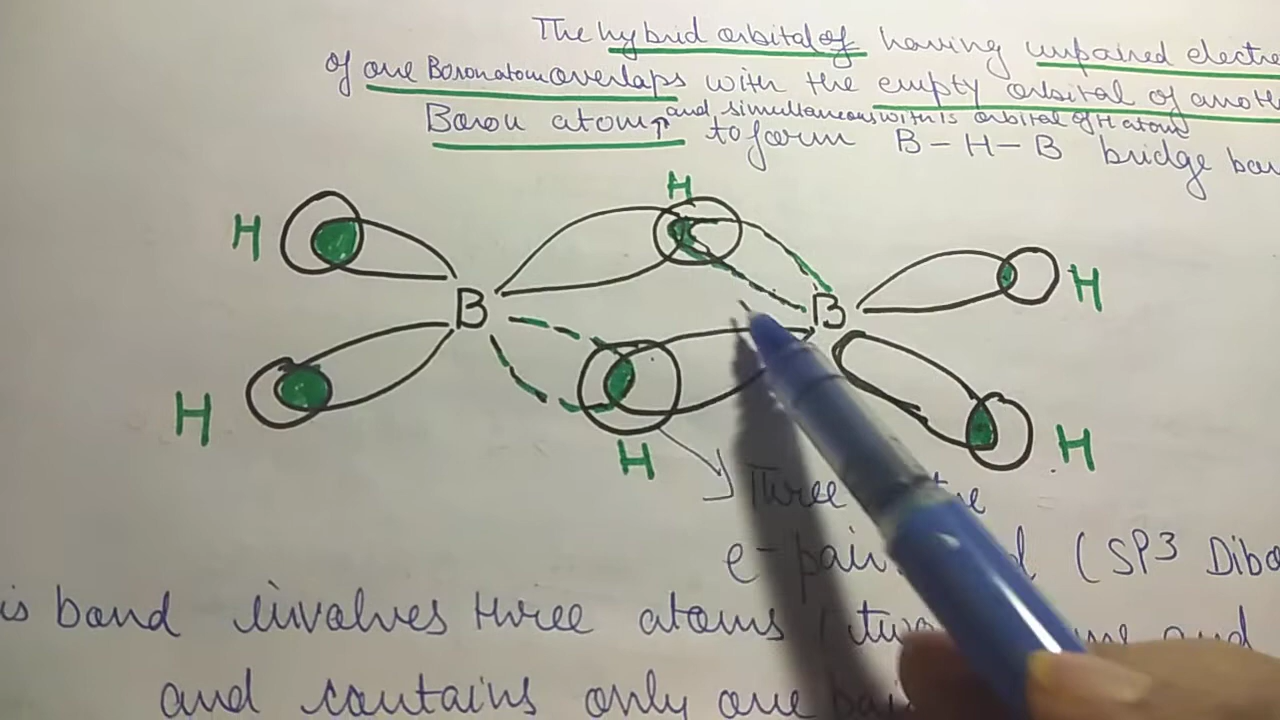 The hybrid orbital of having unpaired electr
of one Boron atom overlaps with the empty orbital of anoth
and simultaneous with 1s orbital of H atom
Boron atom to form B-H-B bridge
H
H
H
B
B
H
H
H
Three
e- (SP3 Dibo
is bond involves three atoms
and contains only one